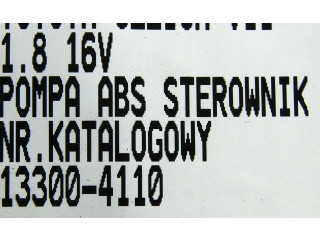 1.8 16V
POMPA ABS STEROWNIK
NR.KATALOGOWY
13300-4110